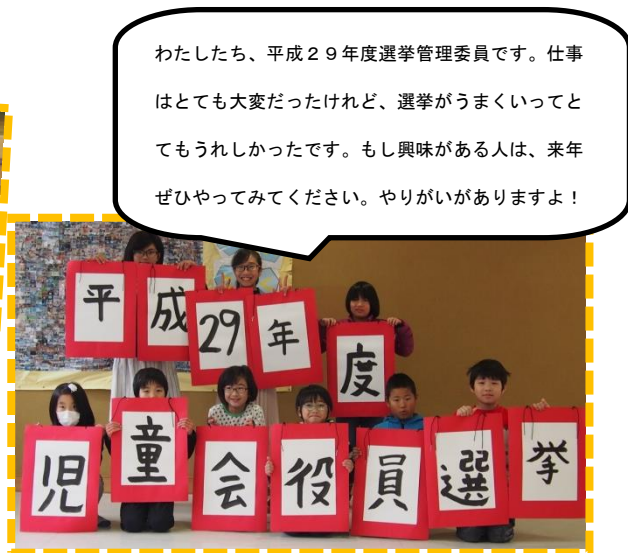 わたしたち、平成２９年度選挙管理委員です。仕事
はとても大変だったけれど、選挙がうまくいってと
てもうれしかったです。もし興味がある人は、来年
ぜひやってみてください。やりがいがありますよ！
平成29年度
児童会役員選挙